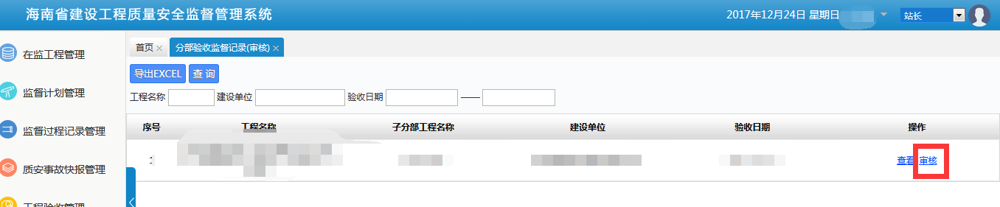 海南省建设工程质量安全监督管理系统
2017年12月24日 星期日
站长
在监工程管理
监督计划管理
监督过程记录管理
质安事故快报管理
工程验收管理
首页 分部验收监督记录(审核)
导出EXCEL 查 询
工程名称 建设单位 验收日期 ——
序号 工程名称 子分部工程名称 建设单位 验收日期 操作
查看 审核